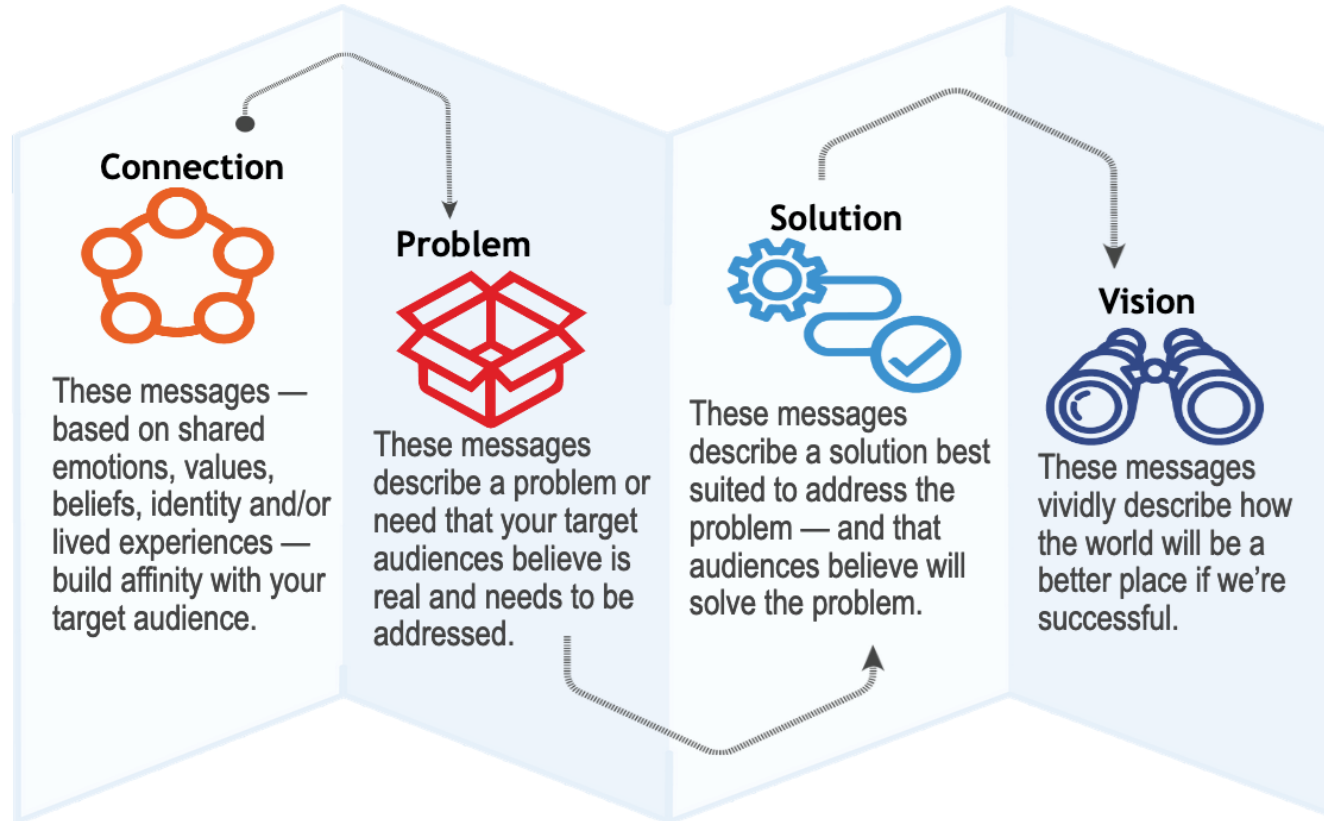 Connection
These messages —
based on shared
emotions, values,
beliefs, identity and/or
lived experiences —
build affinity with your
target audience.
Problem
These messages
describe a problem or
need that your target
audiences believe is
real and needs to be
addressed.
Solution
These messages
describe a solution best
suited to address the
problem — and that
audiences believe will
solve the problem.
Vision
These messages
vividly describe how
the world will be a
better place if we’re
successful.